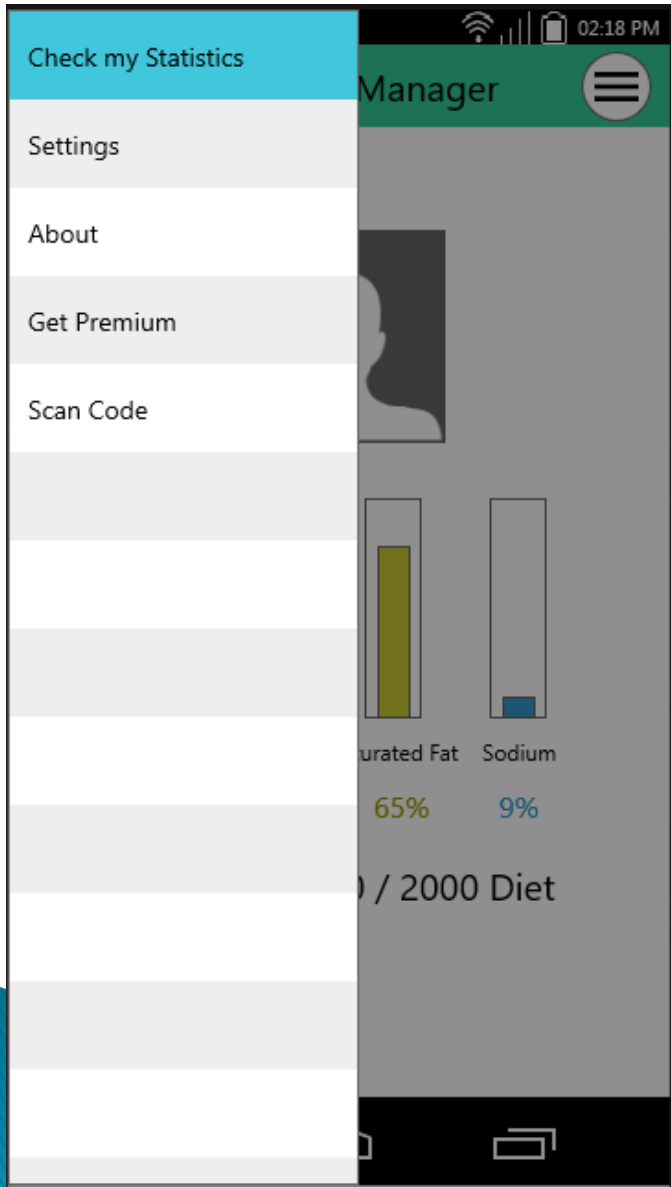 02:18 PM
Check my Statistics
Manager
Settings
About
Get Premium
Scan Code
urated Fat Sodium
65% 9%
/ 2000 Diet